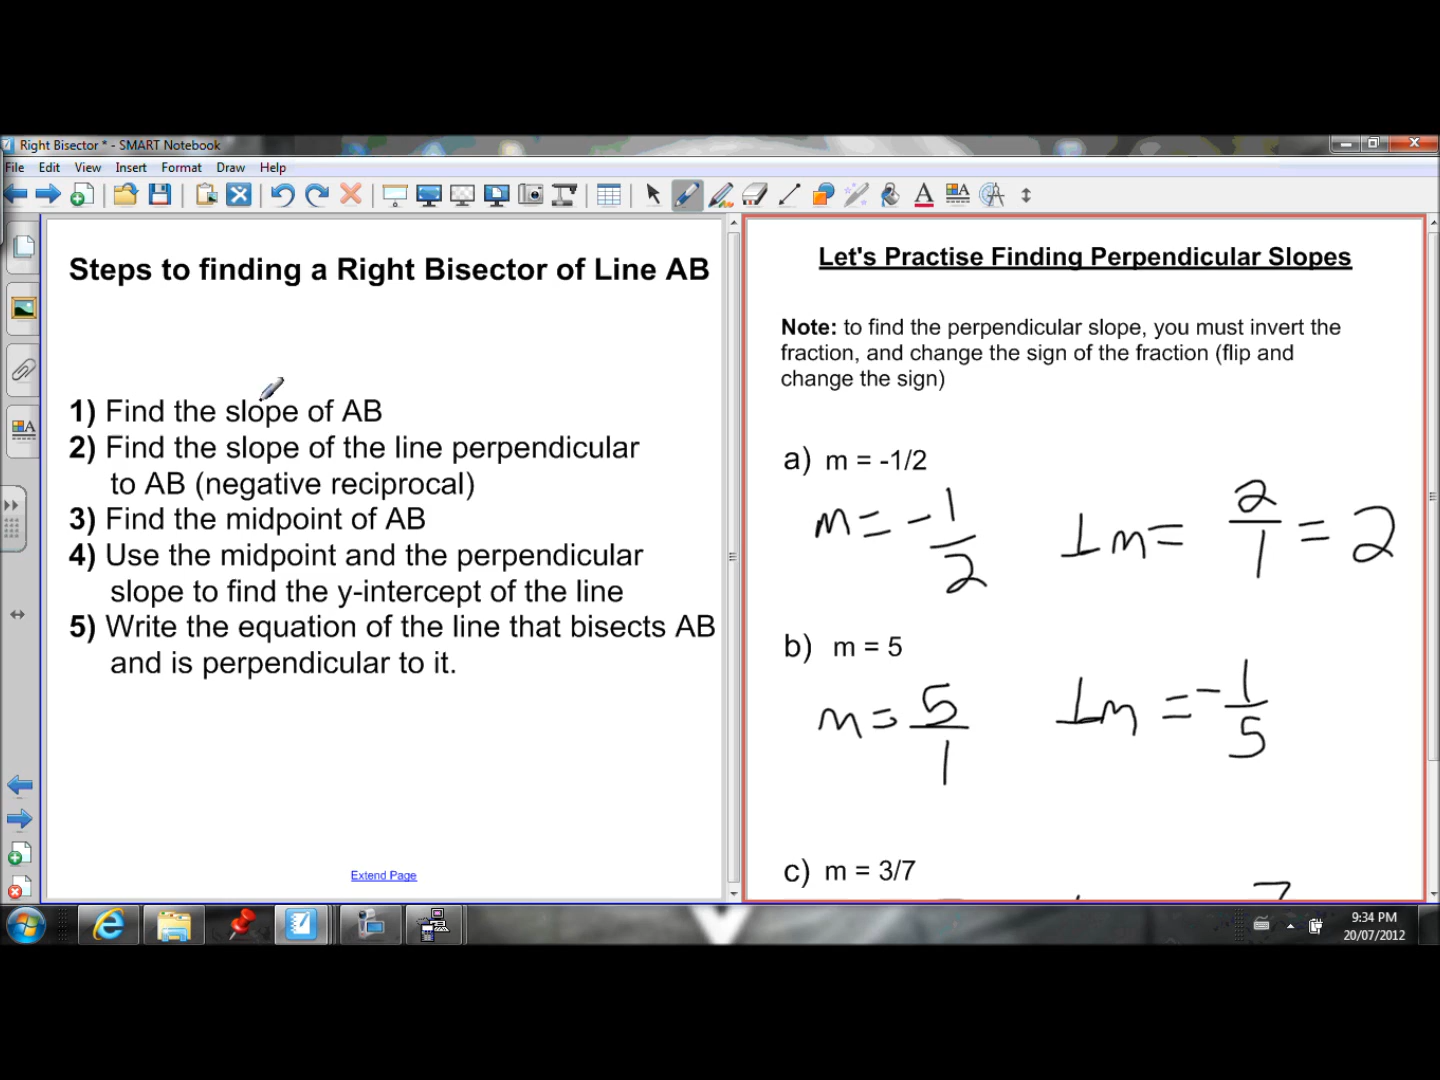 Right Bisector * - SMART Notebook
File Edit View Insert Format Draw Help
Steps to finding a Right Bisector of Line AB
1) Find the slope of AB
2) Find the slope of the line perpendicular
to AB (negative reciprocal)
3) Find the midpoint of AB
4) Use the midpoint and the perpendicular
slope to find the y-intercept of the line
5) Write the equation of the line that bisects AB
and is perpendicular to it.
Extend Page
Let's Practise Finding Perpendicular Slopes
Note: to find the perpendicular slope, you must invert the
fraction, and change the sign of the fraction (flip and
change the sign)
a) m = -1/2
m = -1/2 ⊥m = 2/1 = 2
b) m = 5
m = 5/1 ⊥m = -1/5
c) m = 3/7
9:34 PM
20/07/2012